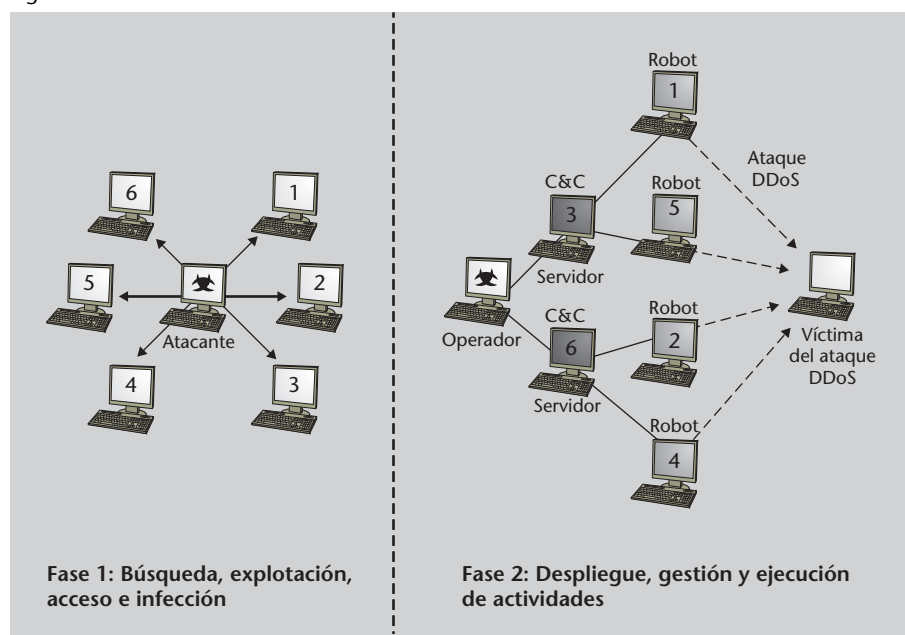 6
1
5
2
Atacante
4
3
Fase 1: Búsqueda, explotación,
acceso e infección
Robot
1
Ataque
DDoS
C&C
3
Servidor
Robot
5
Operador
C&C
6
Servidor
Robot
2
Víctima
del ataque
DDoS
Robot
4
Fase 2: Despliegue, gestión y ejecución
de actividades